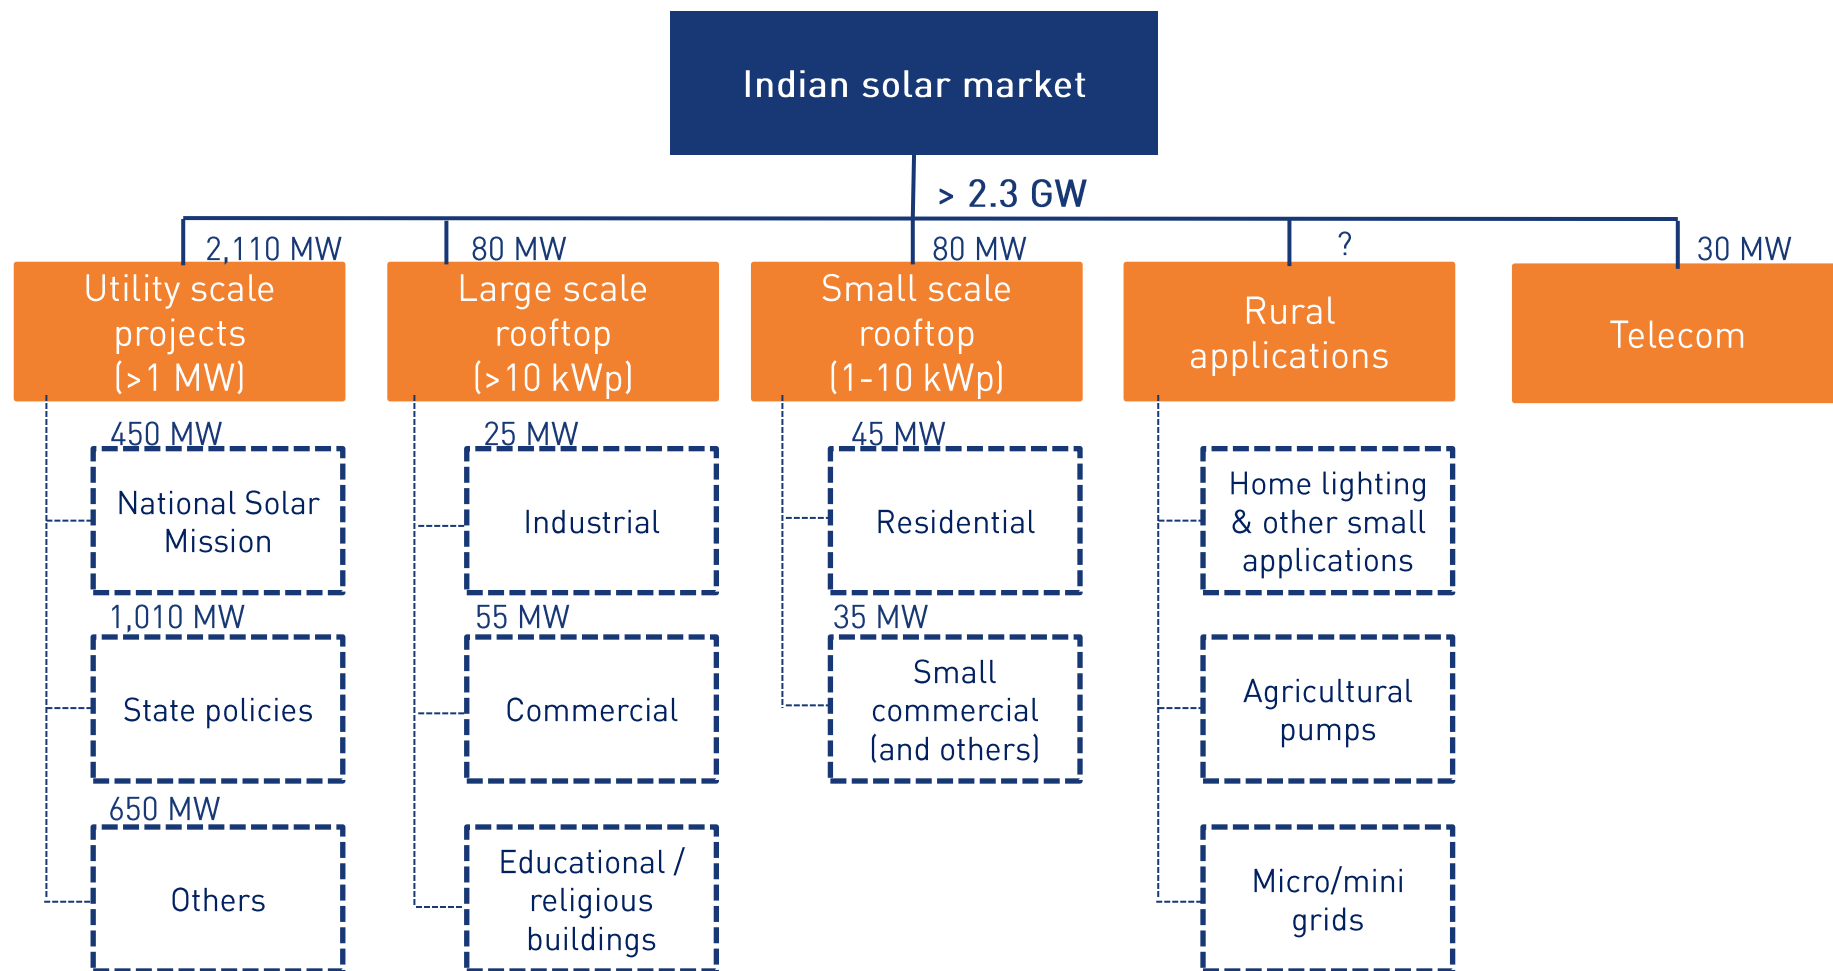 Indian solar market
> 2.3 GW
2,110 MW
Utility scale
projects
(>1 MW)
450 MW
National Solar
Mission
1,010 MW
State policies
650 MW
Others
80 MW
Large scale
rooftop
(>10 kWp)
25 MW
Industrial
55 MW
Commercial
Educational /
religious
buildings
80 MW
Small scale
rooftop
(1-10 kWp)
45 MW
Residential
35 MW
Small
commercial
(and others)
?
Rural
applications
Home lighting
& other small
applications
Agricultural
pumps
Micro/mini
grids
30 MW
Telecom